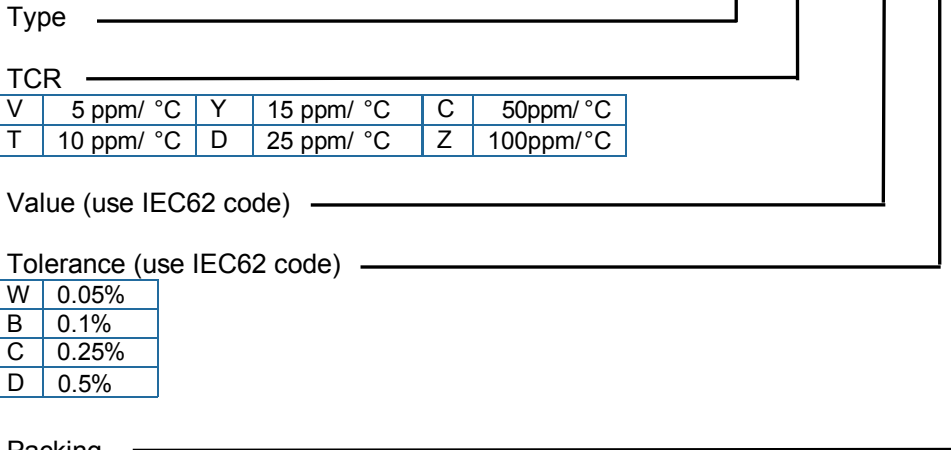 Type
TCR
V 5 ppm/ °C Y 15 ppm/ °C C 50ppm/°C
T 10 ppm/ °C D 25 ppm/ °C Z 100ppm/°C
Value (use IEC62 code)
Tolerance (use IEC62 code)
W 0.05%
B 0.1%
C 0.25%
D 0.5%
Packing